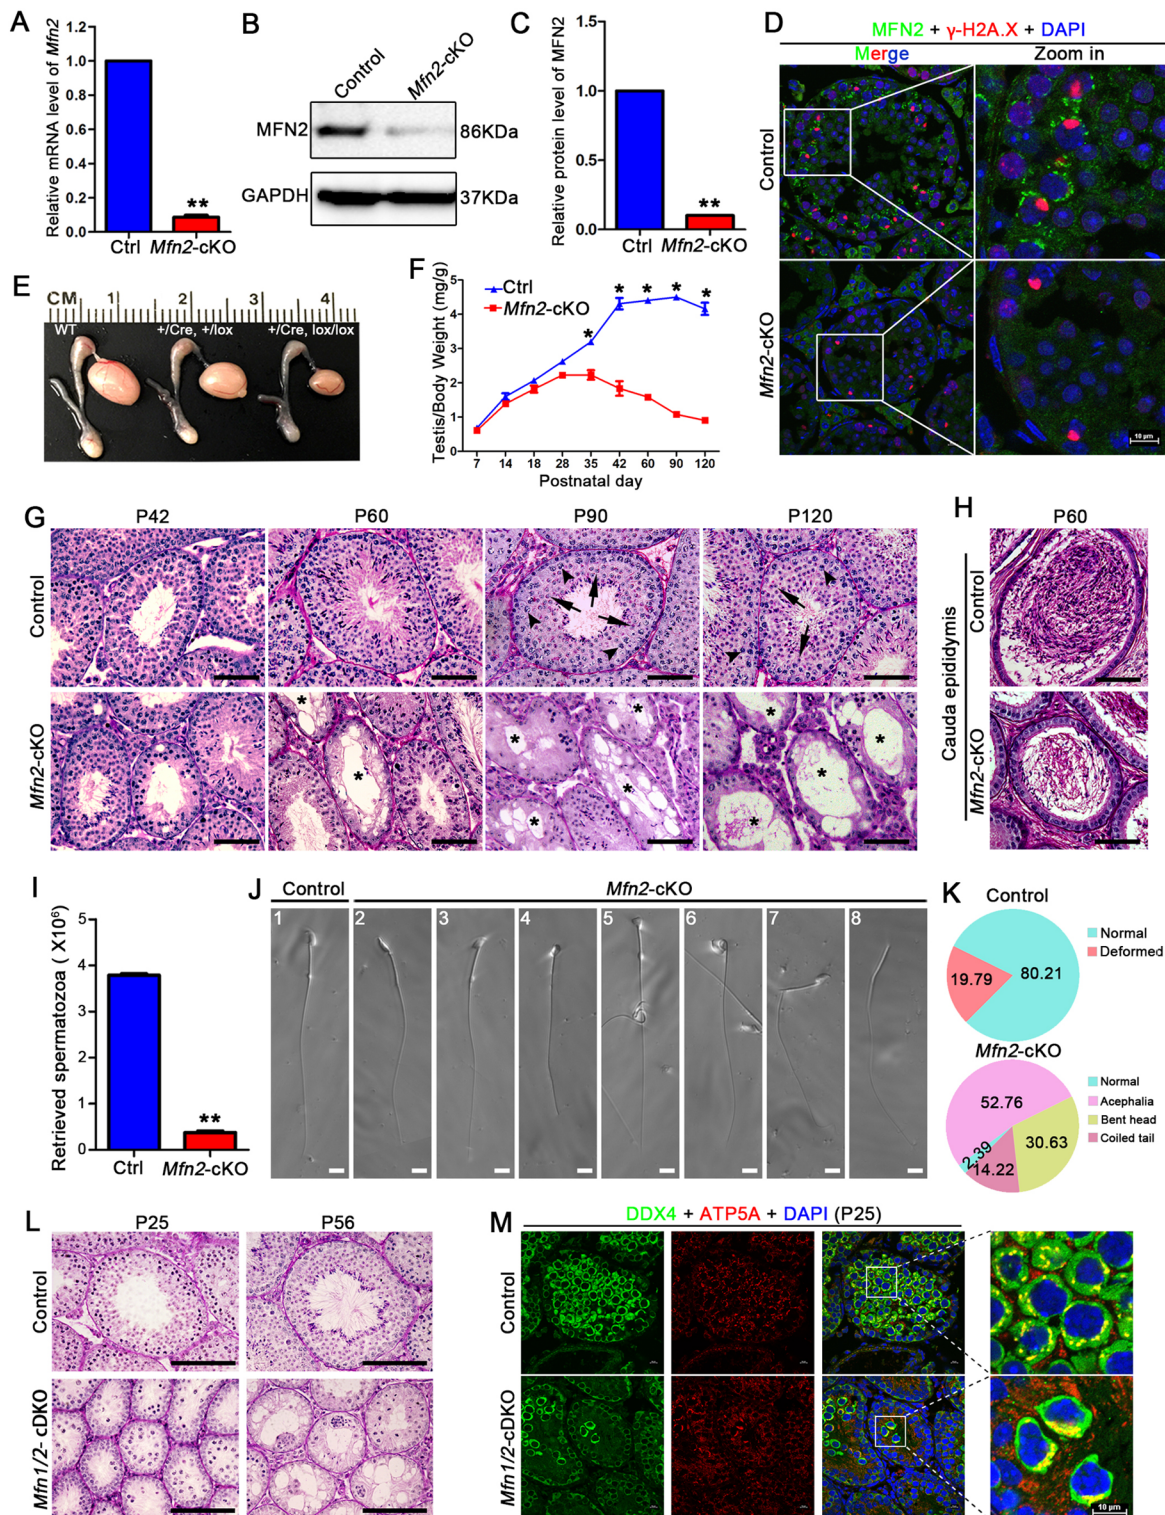 A
Relative mRNA level of Mfn2
1.2
1.0
0.8
0.6
0.4
0.2
0.0
**
Ctrl
Mfn2-cKO
B
Control
Mfn2-cKO
MFN2
86KDa
GAPDH
37KDa
C
Relative protein level of MFN2
1.5
1.0
0.5
0.0
**
Ctrl
Mfn2-cKO
D
MFN2 + γ-H2A.X + DAPI
Merge
Zoom in
Control
Mfn2-cKO
10 μm
E
CM 1 2 3 4
WT
+/Cre, +/lox
+/Cre, lox/lox
F
Testis/Body Weight (mg/g)
5
4
3
2
1
0
Ctrl
Mfn2-cKO
* * * * *
7 14 18 28 35 42 60 90 120
Postnatal day
G
P42
P60
P90
P120
Control
Mfn2-cKO
* *
* * * *
* * * *
H
P60
Cauda epididymis
Control
Mfn2-cKO
I
Retrieved spermatozoa ( X10⁶)
5
4
3
2
1
0
**
Ctrl
Mfn2-cKO
J
Control
Mfn2-cKO
1 2 3 4 5 6 7 8
K
Control
19.79
80.21
Normal
Deformed
Mfn2-cKO
52.76
30.63
14.22
2.39
Normal
Acephalia
Bent head
Coiled tail
L
P25
P56
Control
Mfn1/2- cDKO
M
DDX4 + ATP5A + DAPI (P25)
Control
Mfn1/2-cDKO
10 μm